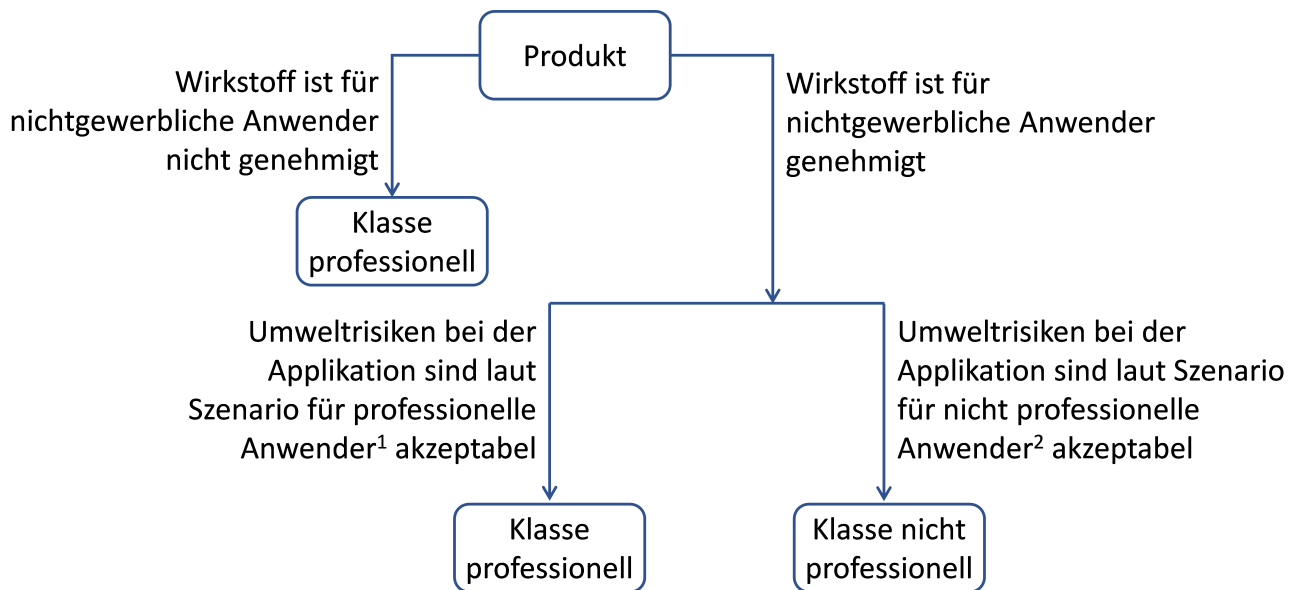 Produkt
Wirkstoff ist für
nichtgewerbliche Anwender
nicht genehmigt
Wirkstoff ist für
nichtgewerbliche Anwender
genehmigt
Klasse
professionell
Umweltrisiken bei der
Applikation sind laut
Szenario für professionelle
Anwender¹ akzeptabel
Umweltrisiken bei der
Applikation sind laut Szenario
für nicht professionelle
Anwender² akzeptabel
Klasse
professionell
Klasse nicht
professionell